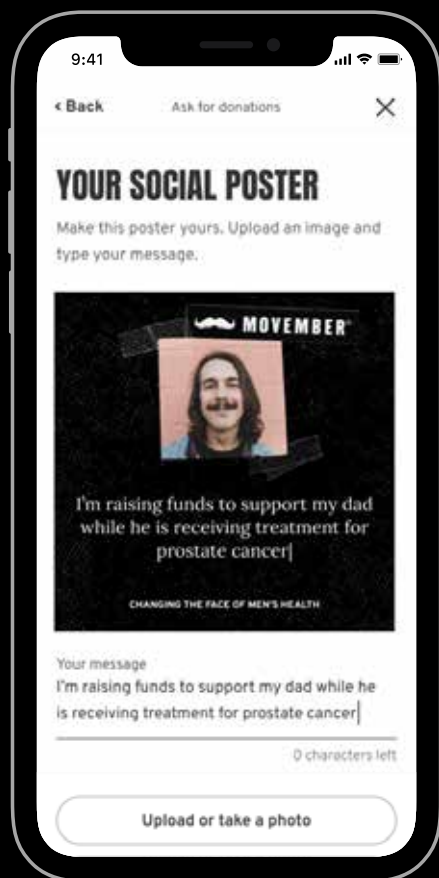 9:41
‹ Back
Ask for donations
YOUR SOCIAL POSTER
Make this poster yours. Upload an image and
type your message.
MOVEMBER®
I'm raising funds to support my dad
while he is receiving treatment for
prostate cancer
CHANGING THE FACE OF MEN'S HEALTH
Your message
I'm raising funds to support my dad while he
is receiving treatment for prostate cancer
0 characters left
Upload or take a photo